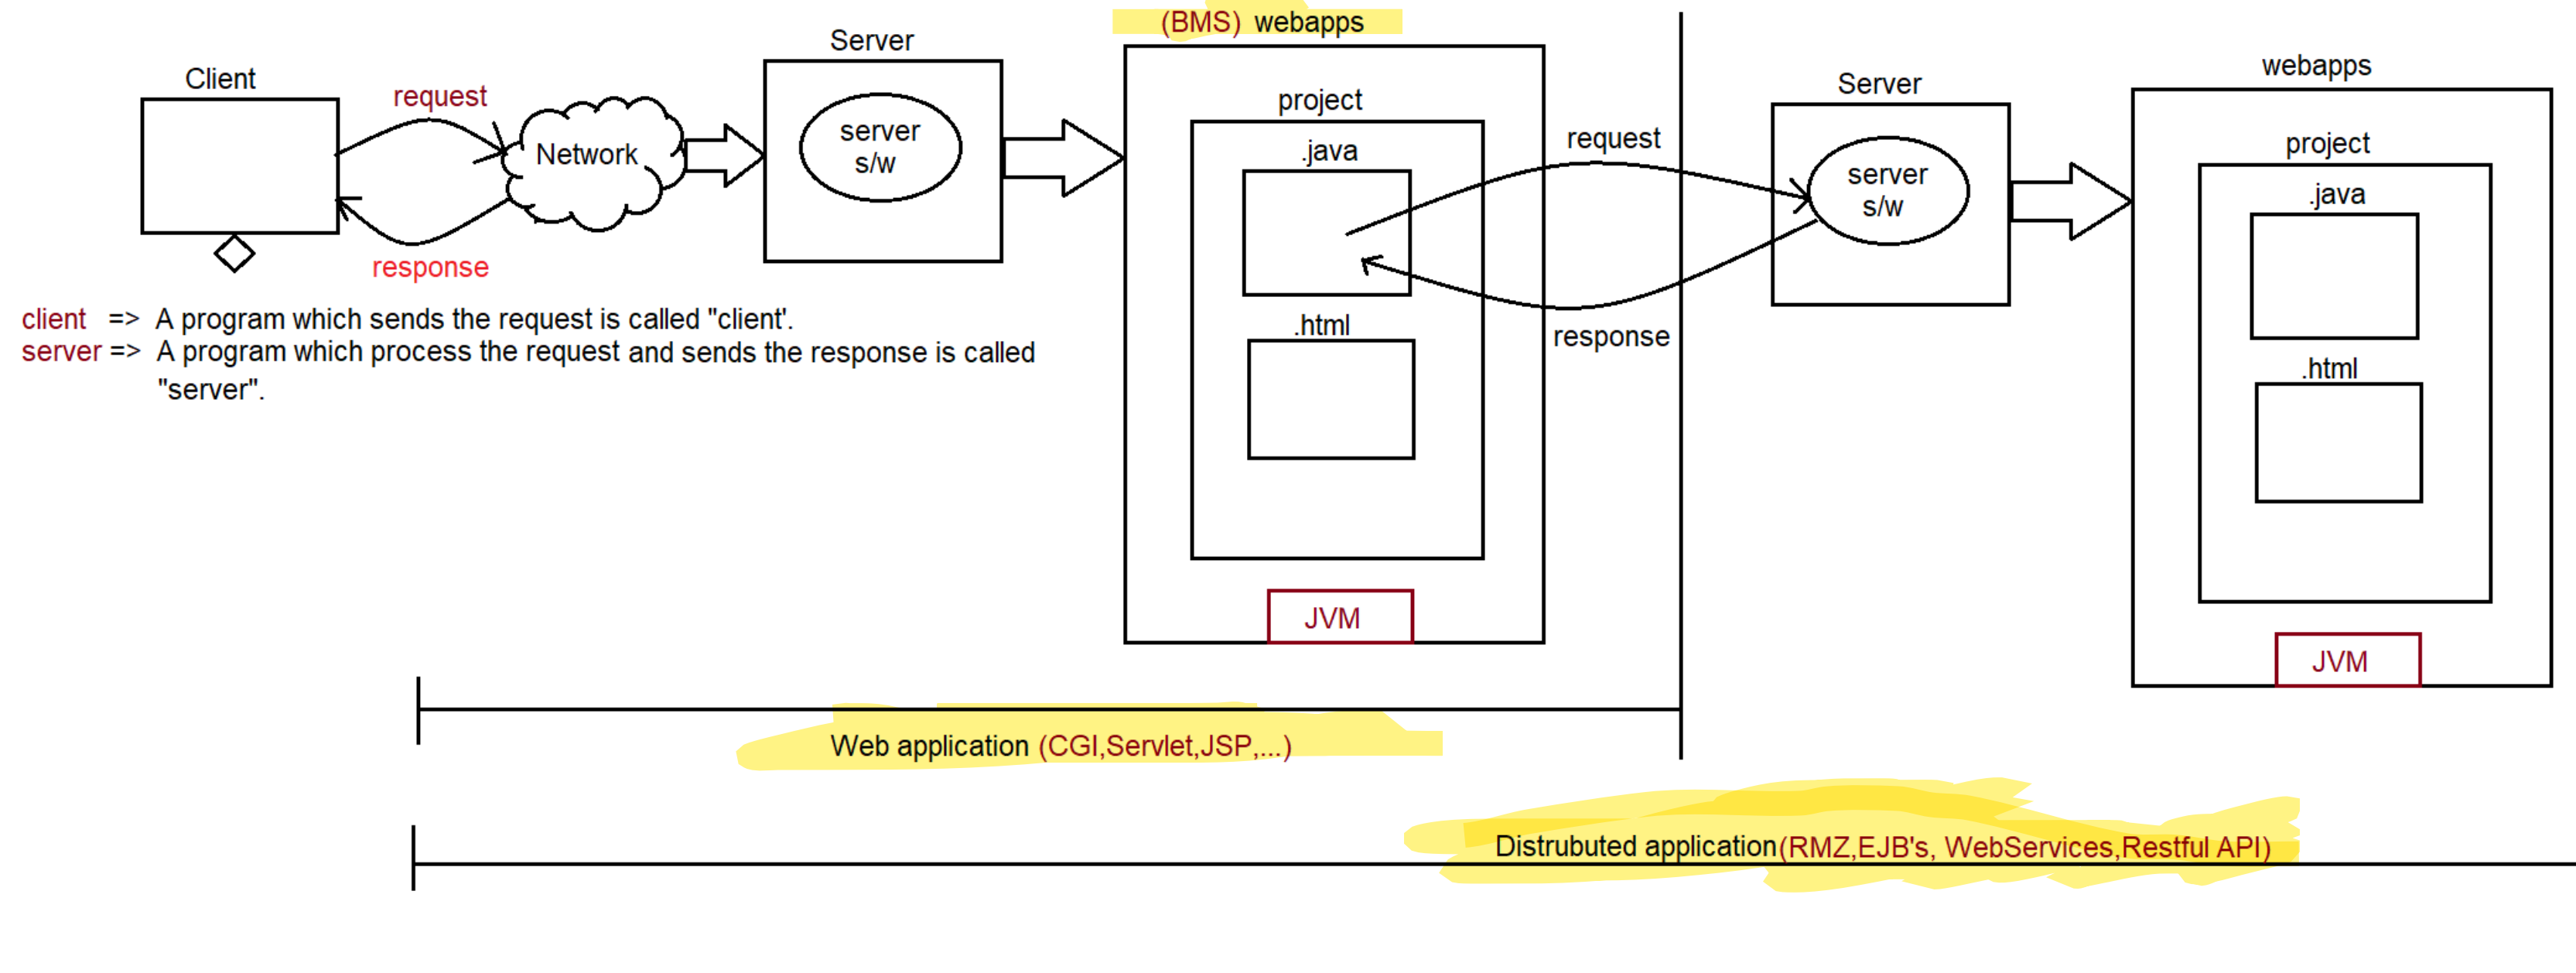 Client
request
Network
response
Server
server
s/w
(BMS) webapps
project
.java
.html
JVM
request
response
Server
server
s/w
webapps
project
.java
.html
JVM
client => A program which sends the request is called "client'.
server => A program which process the request and sends the response is called
"server".
Web application (CGI,Servlet,JSP,...)
Distrubuted application(RMZ,EJB's, WebServices,Restful API)